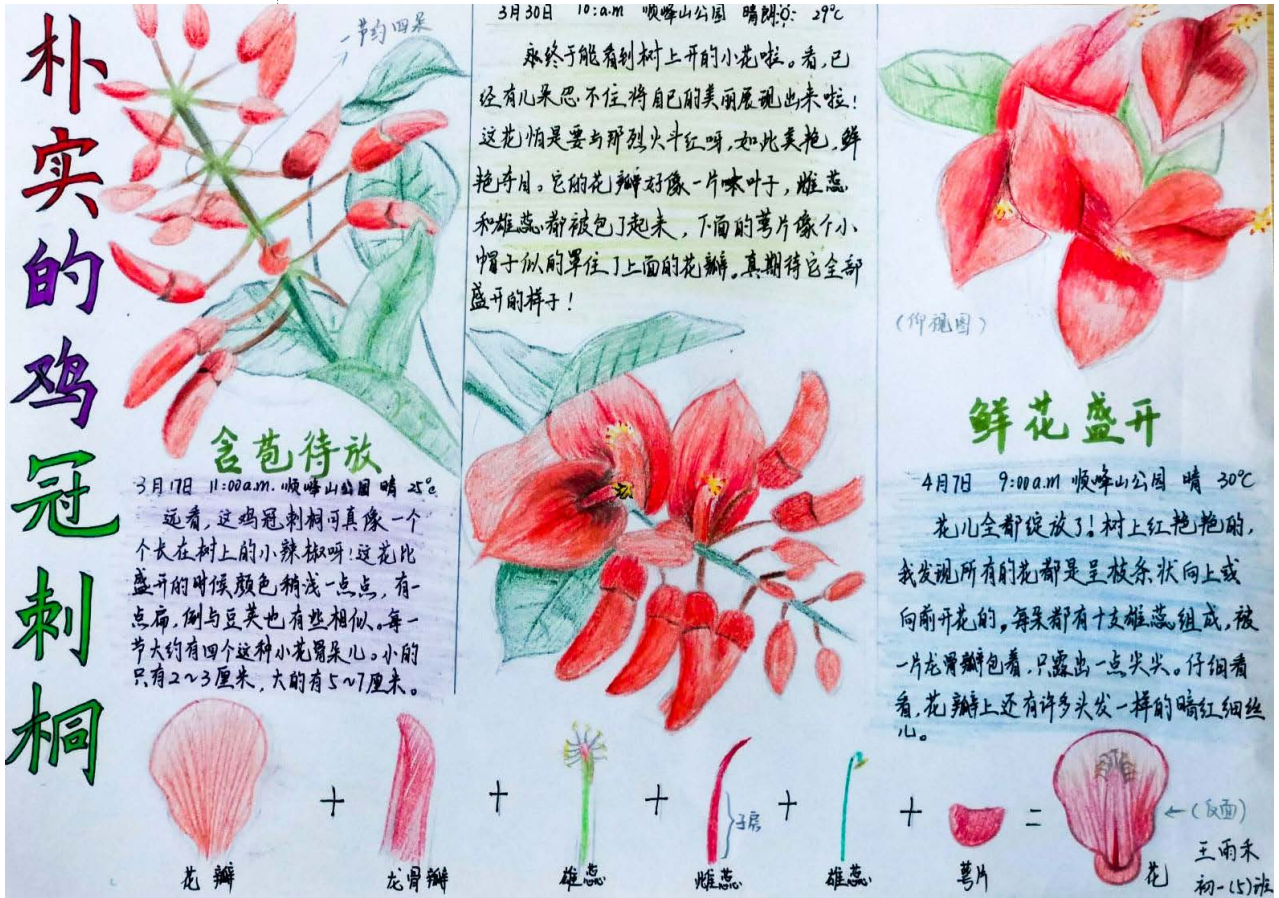 朴实的鸡冠刺桐
一节约四朵
含苞待放
3月17日 11:00a.m. 顺峰山公园 晴 25℃
远看，这鸡冠刺桐可真像一个
个长在树上的小辣椒呀！这花比
盛开的时候颜色稍浅一点点，有一
点扁，倒与豆荚也有些相似。每一
节大约有四个这种小花骨朵儿。小的
只有2～3厘米，大的有5～7厘米。
3月30日 10:a.m 顺峰山公园 晴朗 29℃
终于能看到树上开的小花啦。看，已
经有几朵忍不住将自己的美丽展现出来啦！
这花怕是要与那烈火斗红呀，如此美艳，鲜
艳夺目。它的花瓣好像一片叶子，雌蕊
和雄蕊都被包了起来，下面的萼片像个小
帽子似的罩住了上面的花瓣。真期待它全部
盛开的样子！
（仰视图）
鲜花盛开
4月7日 9:00a.m 顺峰山公园 晴 30℃
花儿全都绽放了！树上红艳艳的，
我发现所有的花都是呈枝条状向上或
向前开花的。每朵都有十支雄蕊组成，被
一片龙骨瓣包着，只露出一点尖尖。仔细看
看，花瓣上还有许多头发一样的暗红细丝
儿。
花瓣 + 龙骨瓣 + 雄蕊 + 雌蕊 + 雄蕊 + 萼片 = 花
子房
←（反面）
王雨禾
初一(5)班